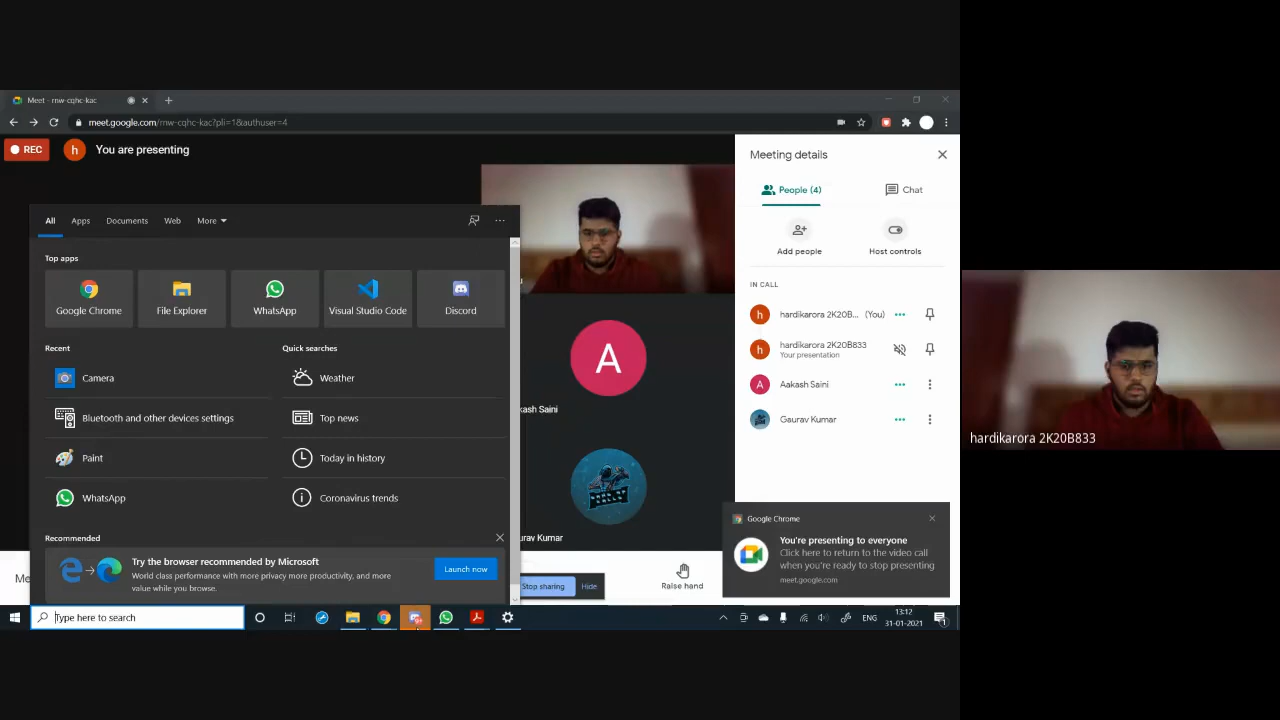 Meet - rnw-cqhc-kac
meet.google.com/rnw-cqhc-kac?pli=1&authuser=4
REC
h
You are presenting
Meeting details
People (4)
Chat
Add people
Host controls
IN CALL
h
hardikarora 2K20B... (You)
h
hardikarora 2K20B833
Your presentation
A
Aakash Saini
Gaurav Kumar
All
Apps
Documents
Web
More
Top apps
Google Chrome
File Explorer
WhatsApp
Visual Studio Code
Discord
Recent
Quick searches
Camera
Weather
Bluetooth and other devices settings
Top news
Paint
Today in history
WhatsApp
Coronavirus trends
Recommended
Try the browser recommended by Microsoft
World class performance with more privacy more productivity, and more
value while you browse.
Launch now
u
A
kash Saini
urav Kumar
Me
Stop sharing
Hide
Raise hand
Google Chrome
You're presenting to everyone
Click here to return to the video call
when you're ready to stop presenting
meet.google.com
Type here to search
ENG
13:12
31-01-2021
1
hardikarora 2K20B833